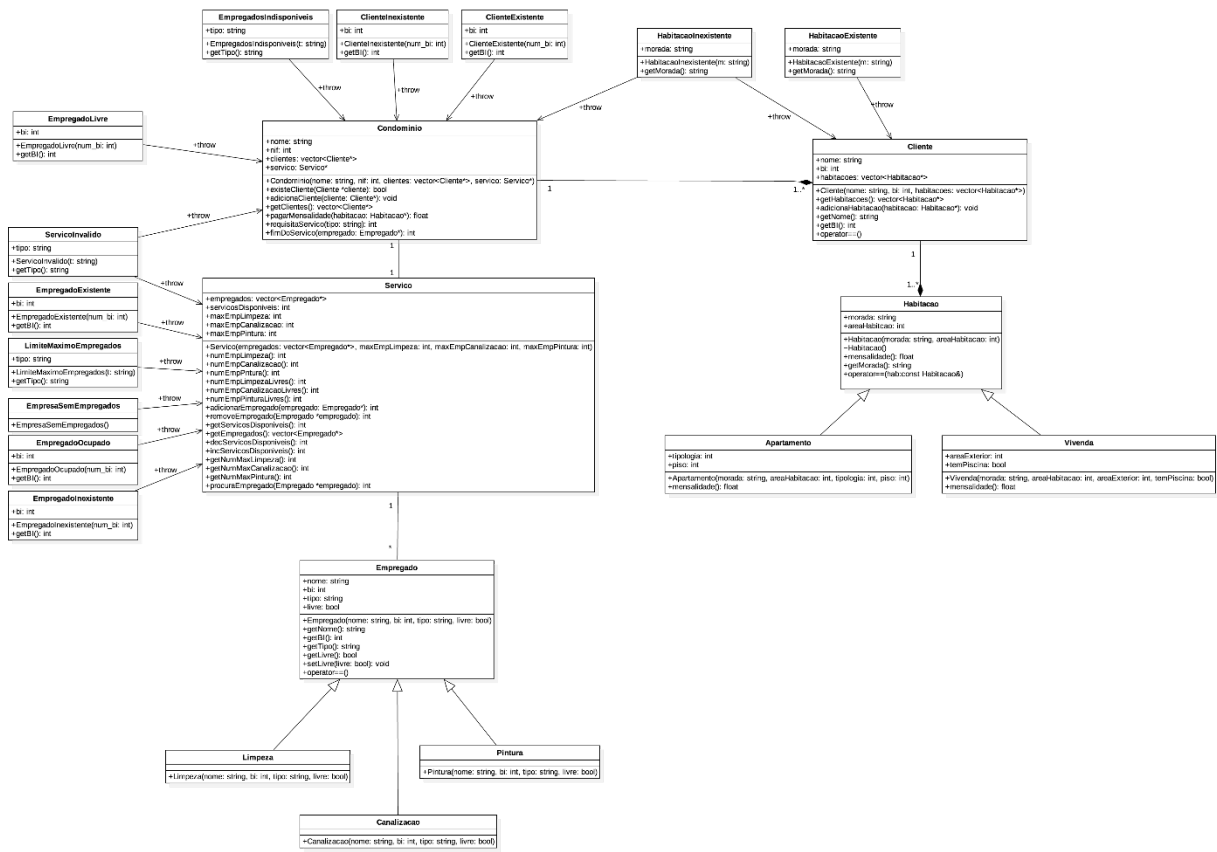 EmpregadosIndisponiveis
+tipo: string
+EmpregadosIndisponiveis(t: string)
+getTipo(): string
ClienteInexistente
+bi: int
+ClienteInexistente(num_bi: int)
+getBI(): int
ClienteExistente
+bi: int
+ClienteExistente(num_bi: int)
+getBI(): int
HabitacaoInexistente
+morada: string
+HabitacaoInexistente(m: string)
+getMorada(): string
HabitacaoExistente
+morada: string
+HabitacaoExistente(m: string)
+getMorada(): string
+throw
+throw
+throw
+throw
+throw
+throw
EmpregadoLivre
+bi: int
+EmpregadoLivre(num_bi: int)
+getBI(): int
+throw
Condominio
+nome: string
+nif: int
+clientes: vector<Cliente*>
+servico: Servico*
+Condominio(nome: string, nif: int, clientes: vector<Cliente*>, servico: Servico*)
+existeCliente(Cliente *cliente): bool
+adicionaCliente(cliente: Cliente*): void
+getClientes(): vector<Cliente*>
+pagarMensalidade(habitacao: Habitacao*): float
+requisitaServico(tipo: string): int
+fimDoServico(empregado: Empregado*): int
1
1..*
Cliente
+nome: string
+bi: int
+habitacoes: vector<Habitacao*>
+Cliente(nome: string, bi: int, habitacoes: vector<Habitacao*>)
+getHabitacoes(): vector<Habitacao*>
+adicionaHabitacao(habitacao: Habitacao*): void
+getNome(): string
+getBI(): int
+operator==()
1
1..*
ServicoInvalido
+tipo: string
+ServicoInvalido(t: string)
+getTipo(): string
+throw
+throw
1
1
EmpregadoExistente
+bi: int
+EmpregadoExistente(num_bi: int)
+getBI(): int
+throw
LimiteMaximoEmpregados
+tipo: string
+LimiteMaximoEmpregados(t: string)
+getTipo(): string
+throw
EmpresaSemEmpregados
+EmpresaSemEmpregados()
+throw
EmpregadoOcupado
+bi: int
+EmpregadoOcupado(num_bi: int)
+getBI(): int
+throw
EmpregadoInexistente
+bi: int
+EmpregadoInexistente(num_bi: int)
+getBI(): int
+throw
Servico
+empregados: vector<Empregado*>
+servicosDisponiveis: int
+maxEmpLimpeza: int
+maxEmpCanalizacao: int
+maxEmpPintura: int
+Servico(empregados: vector<Empregado*>, maxEmpLimpeza: int, maxEmpCanalizacao: int, maxEmpPintura: int)
+numEmpLimpeza(): int
+numEmpCanalizacao(): int
+numEmpPntura(): int
+numEmpLimpezaLivres(): int
+numEmpCanalizacaoLivres(): int
+numEmpPinturaLivres(): int
+adicionarEmpregado(empregado: Empregado*): int
+removeEmpregado(Empregado *empregado): int
+getServicosDisponiveis(): int
+getEmpregados(): vector<Empregado*>
+decServicosDisponiveis(): int
+incServicosDisponiveis(): int
+getNumMaxLimpeza(): int
+getNumMaxCanalizacao(): int
+getNumMaxPintura(): int
+procuraEmpregado(Empregado *empregado): int
Habitacao
+morada: string
+areaHabitcao: int
+Habitacao(morada: string, areaHabitacao: int)
~Habitacao()
+mensalidade(): float
+getMorada(): string
+operator==(hab:const Habitacao&)
Apartamento
+tipologia: int
+piso: int
+Apartamento(morada: string, areaHabitacao: int, tipologia: int, piso: int)
+mensalidade(): float
Vivenda
+areaExterior: int
+temPiscina: bool
+Vivenda(morada: string, areaHabitacao: int, areaExterior: int, temPiscina: bool)
+mensalidade(): float
1
*
Empregado
+nome: string
+bi: int
+tipo: string
+livre: bool
+Empregado(nome: string, bi: int, tipo: string, livre: bool)
+getNome(): string
+getBI(): int
+getTipo(): string
+getLivre(): bool
+setLivre(livre: bool): void
+operator==()
Limpeza
+Limpeza(nome: string, bi: int, tipo: string, livre: bool)
Pintura
+Pintura(nome: string, bi: int, tipo: string, livre: bool)
Canalizacao
+Canalizacao(nome: string, bi: int, tipo: string, livre: bool)